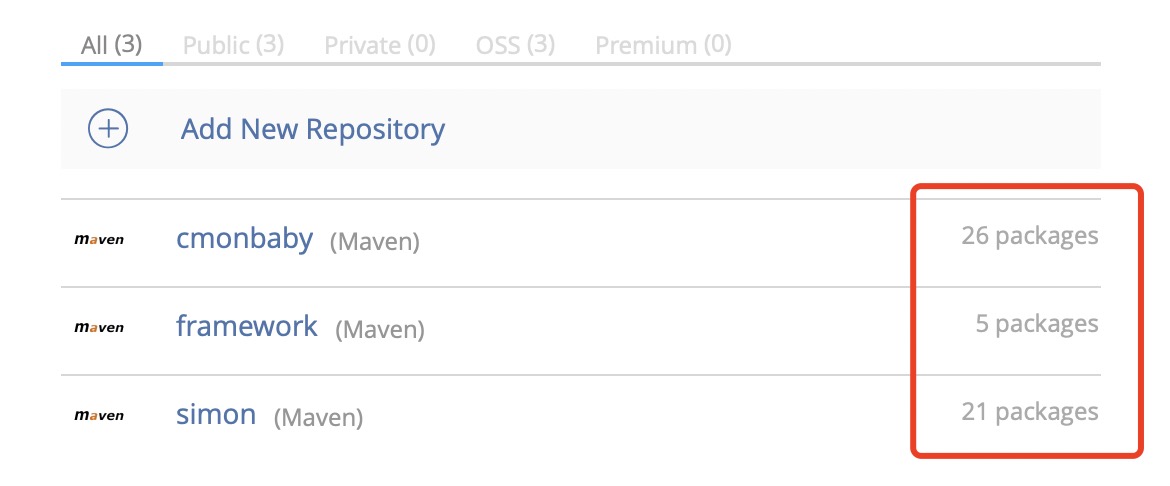 All (3) Public (3) Private (0) OSS (3) Premium (0)
Add New Repository
maven cmonbaby (Maven) 26 packages
maven framework (Maven) 5 packages
maven simon (Maven) 21 packages